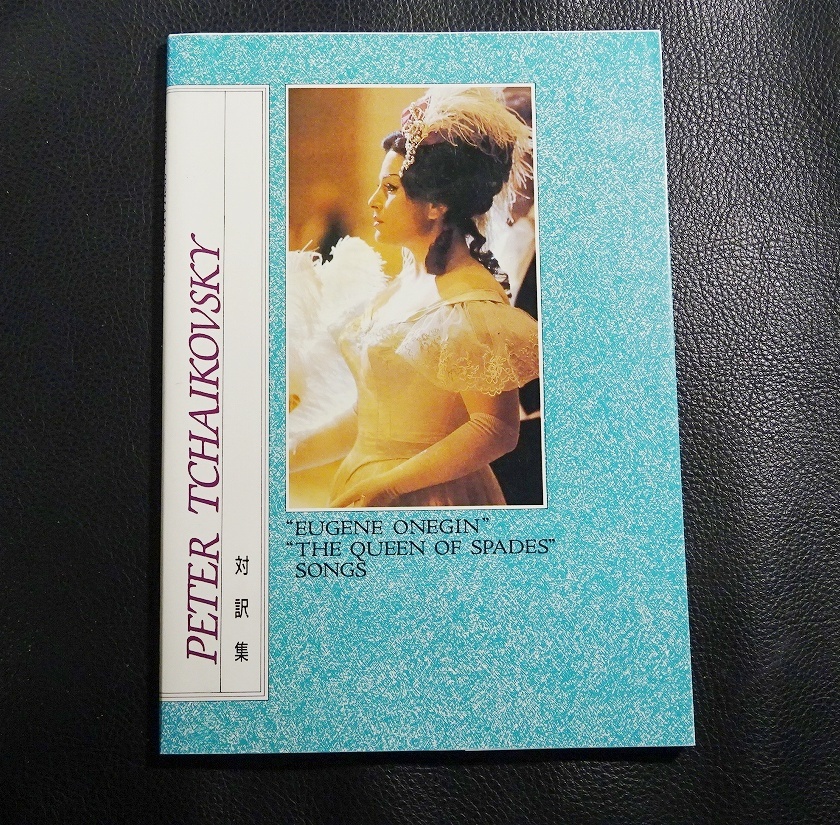 PETER TCHAIKOVSKY
対訳集
“EUGENE ONEGIN”
“THE QUEEN OF SPADES”
SONGS